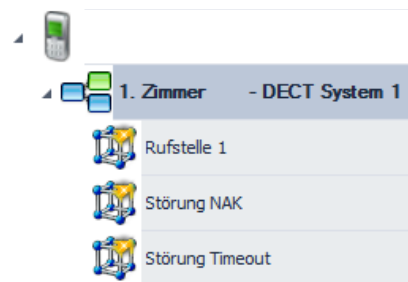 1. Zimmer - DECT System 1
Rufstelle 1
Störung NAK
Störung Timeout